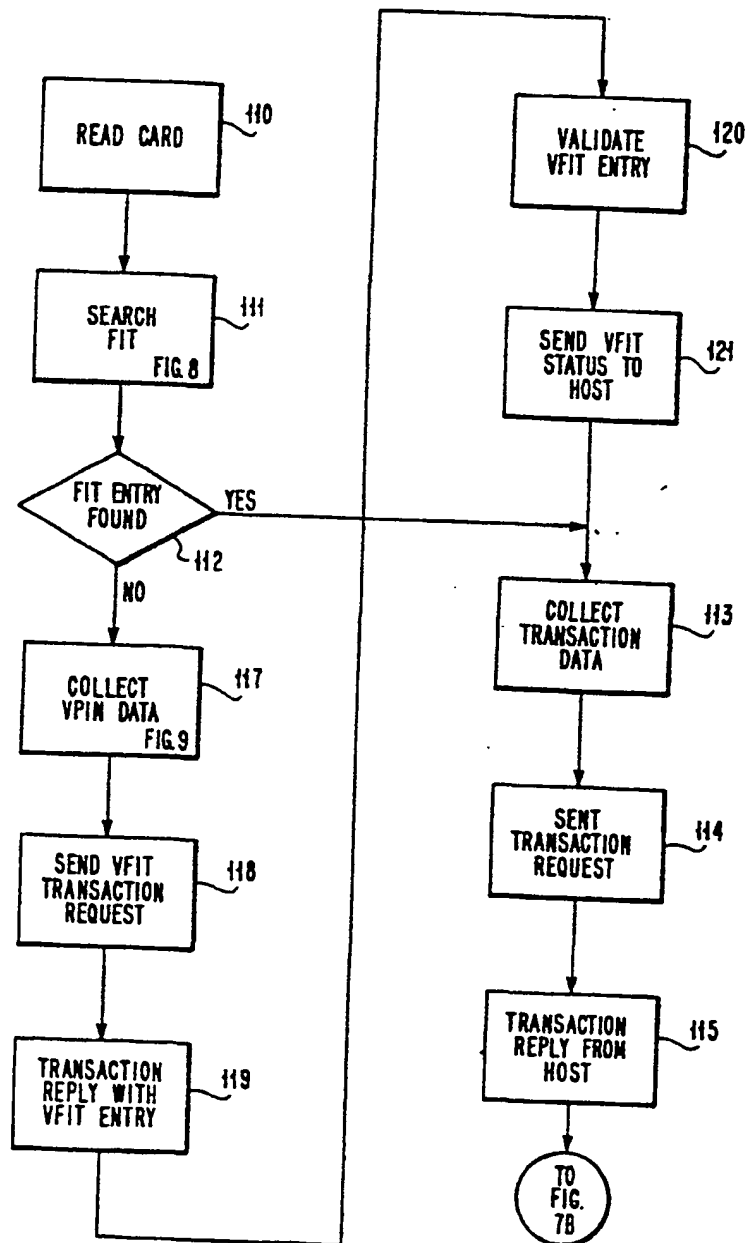 READ CARD
110
SEARCH
FIT
FIG.8
111
FIT ENTRY
FOUND
YES
112
NO
COLLECT
VPIN DATA
FIG.9
117
SEND VFIT
TRANSACTION
REQUEST
118
TRANSACTION
REPLY WITH
VFIT ENTRY
119
VALIDATE
VFIT ENTRY
120
SEND VFIT
STATUS TO
HOST
121
COLLECT
TRANSACTION
DATA
113
SENT
TRANSACTION
REQUEST
114
TRANSACTION
REPLY FROM
HOST
115
TO
FIG.
7B